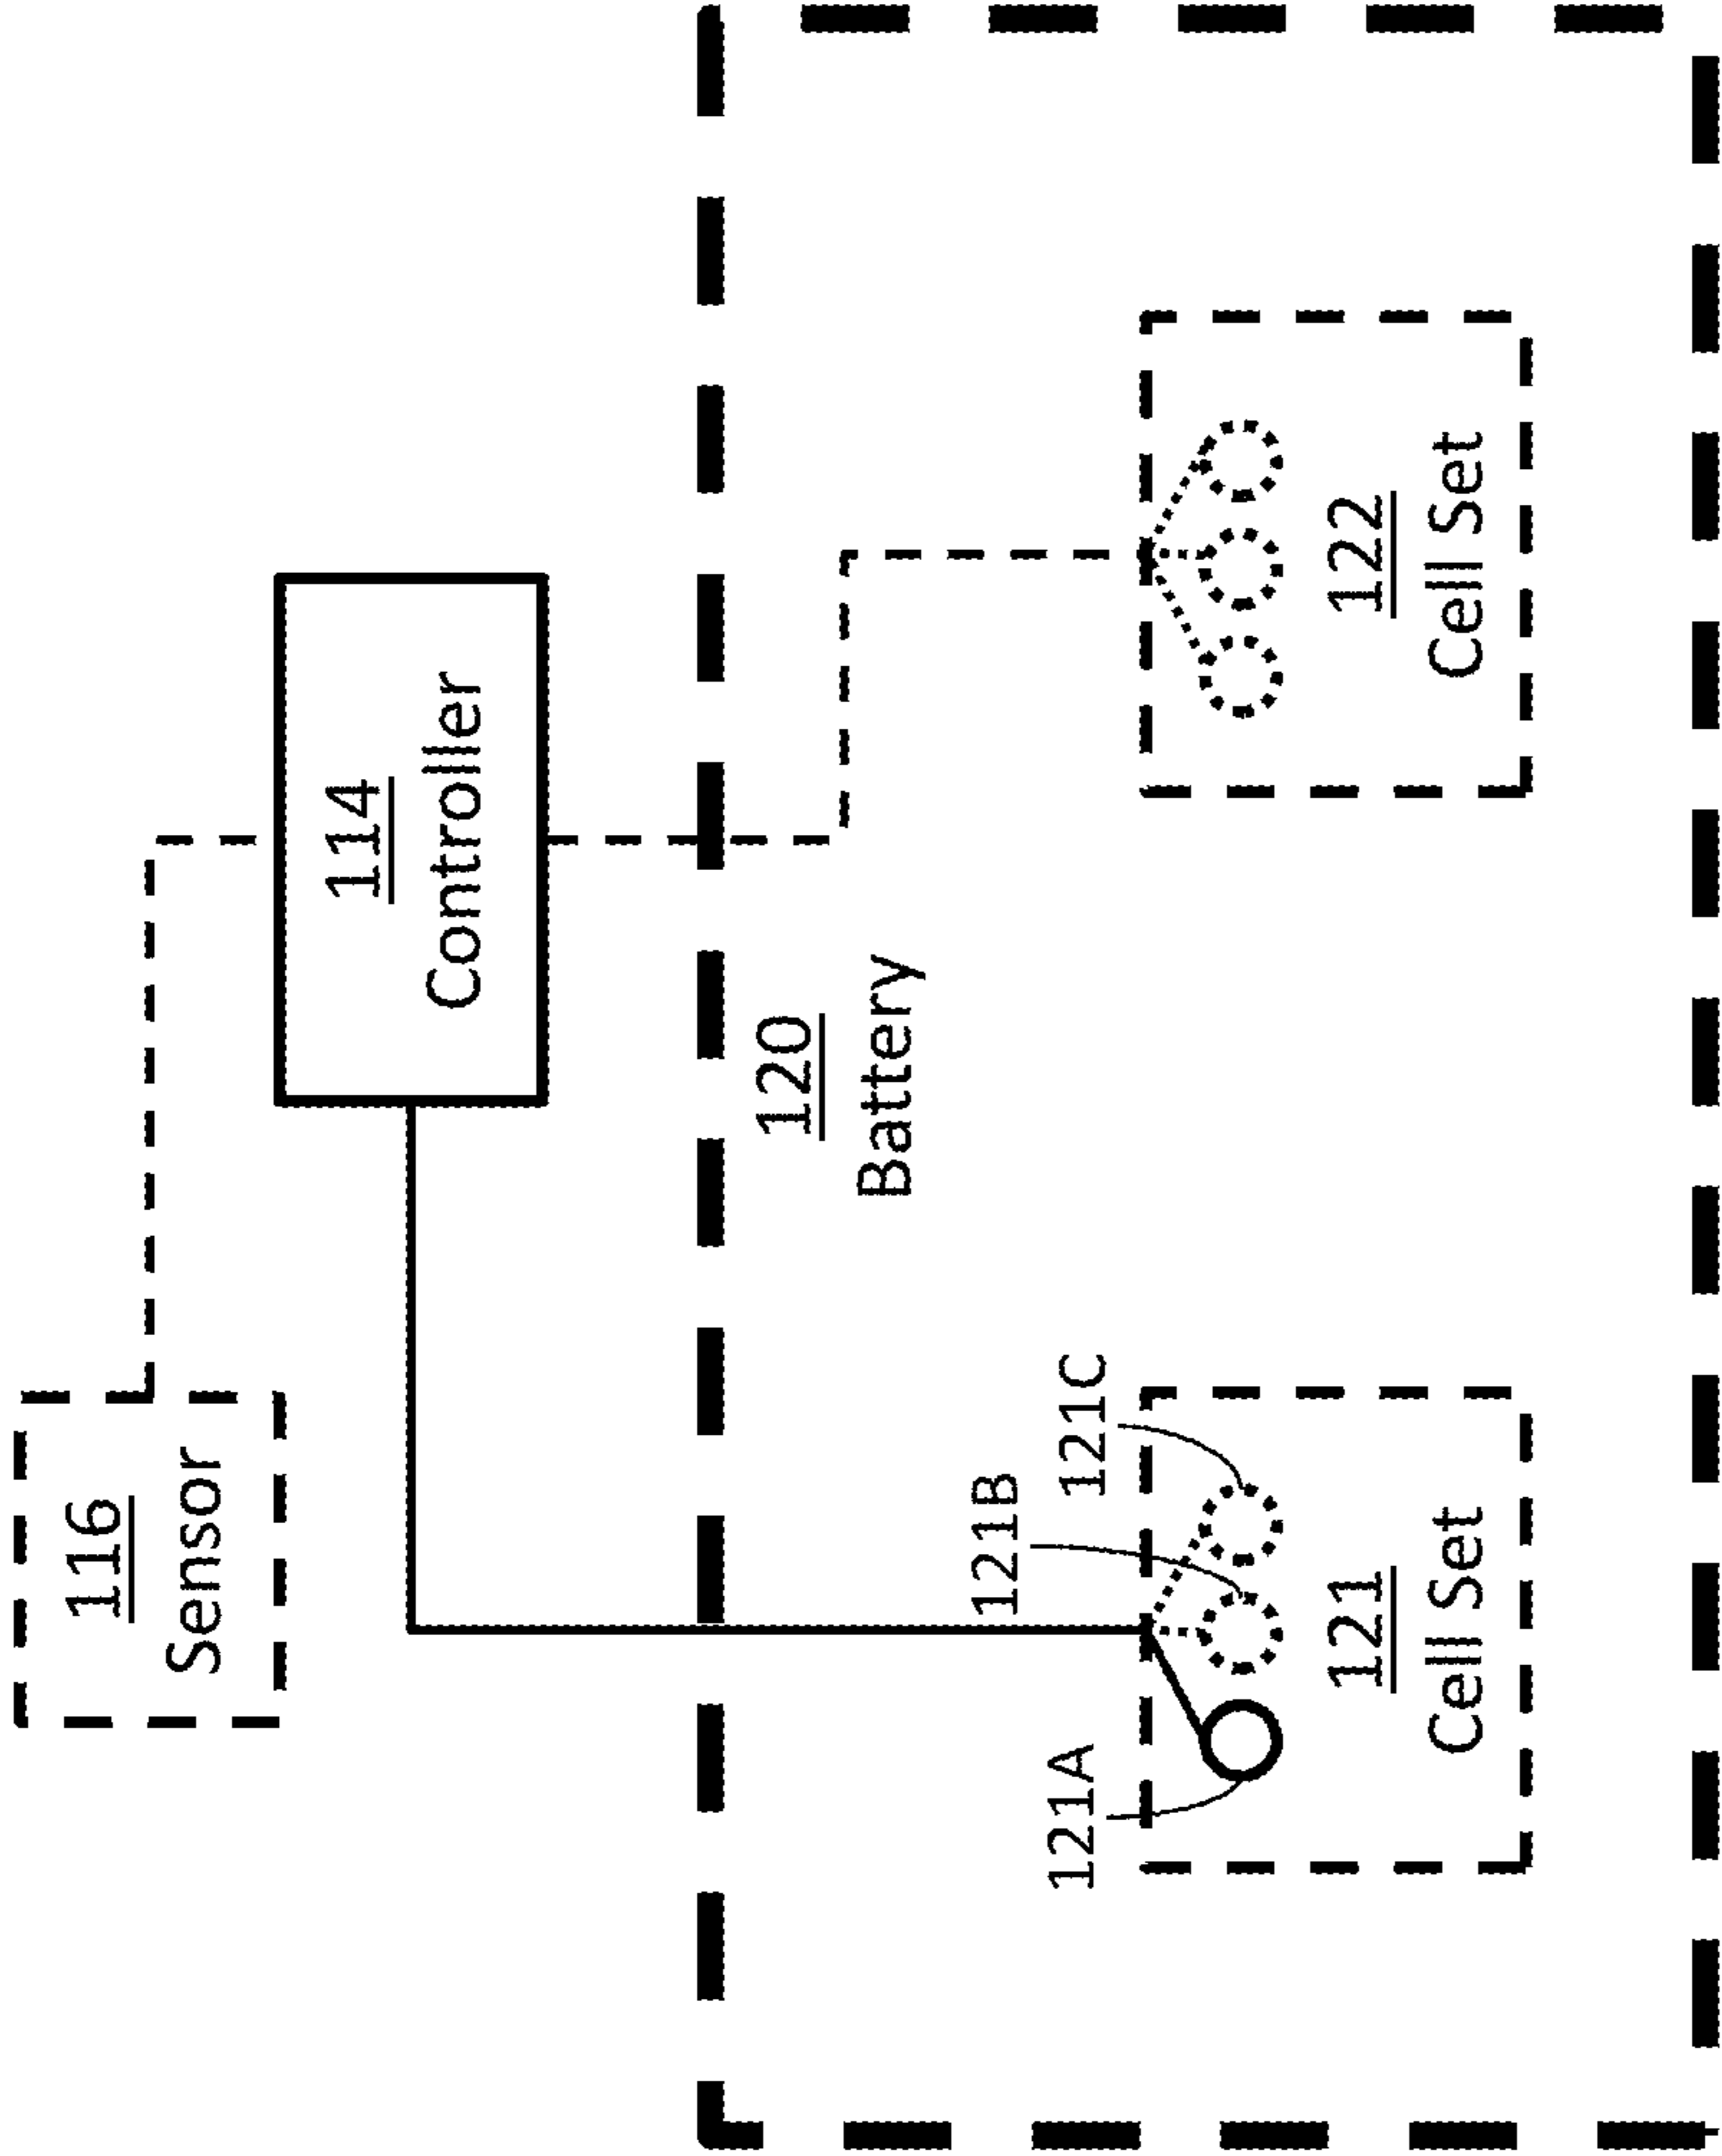 116
Sensor
114
Controller
120
Battery
121A
121B
121C
121
Cell Set
122
Cell Set